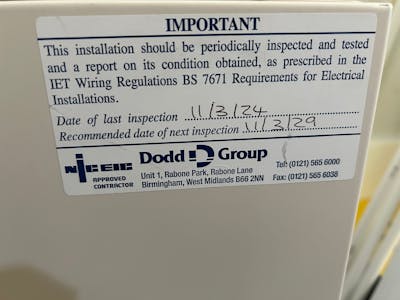 IMPORTANT
This installation should be periodically inspected and tested
and a report on its condition obtained, as prescribed in the
IET Wiring Regulations BS 7671 Requirements for Electrical
Installations.
Date of last inspection 11/3/24
Recommended date of next inspection 11/3/29
NICEIC
APPROVED
CONTRACTOR
Dodd D Group
Unit 1, Rabone Park, Rabone Lane
Birmingham, West Midlands B66 2NN
Tel: (0121) 565 6000
Fax: (0121) 565 6038